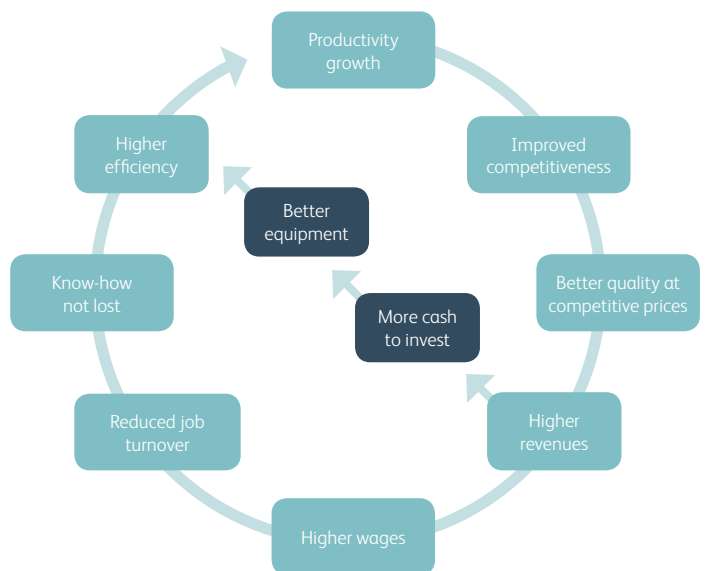 Productivity
growth
Improved
competitiveness
Better quality at
competitive prices
Higher
revenues
Higher wages
Reduced job
turnover
Know-how
not lost
Higher
efficiency
More cash
to invest
Better
equipment